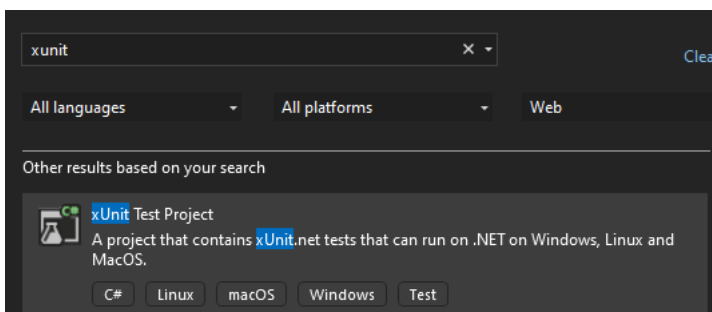 xunit
Clea
All languages
All platforms
Web
Other results based on your search
C#
xUnit Test Project
A project that contains xUnit.net tests that can run on .NET on Windows, Linux and
MacOS.
C#
Linux
macOS
Windows
Test